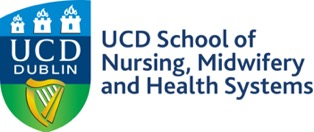 UCD
DUBLIN
UCD School of
Nursing, Midwifery
and Health Systems